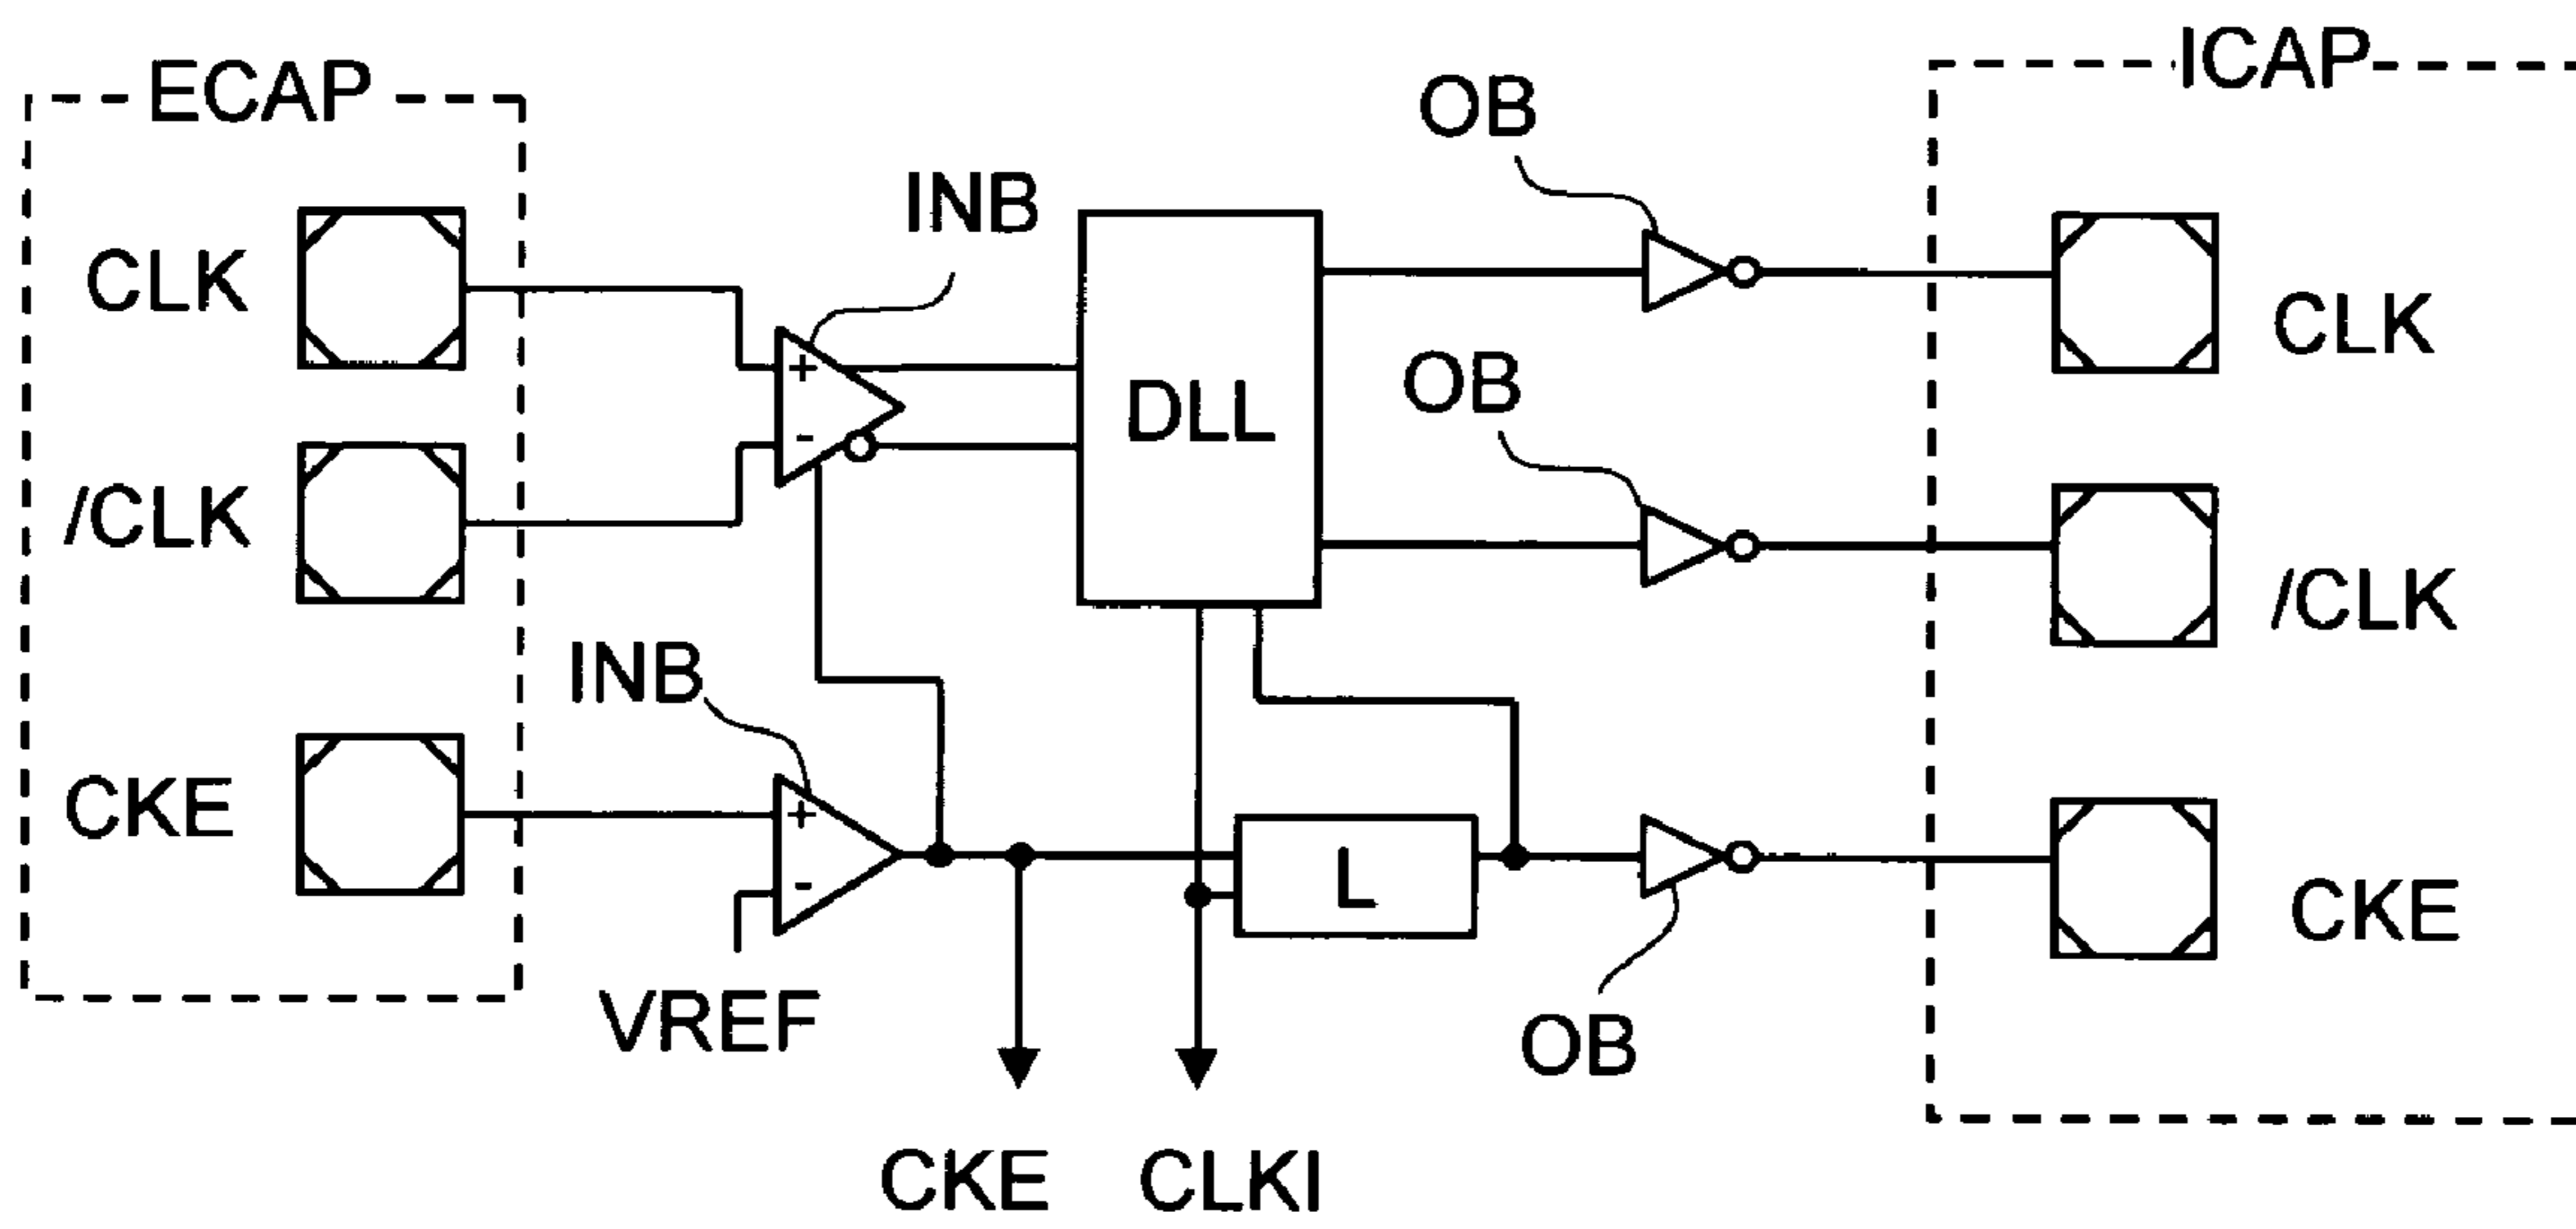 ECAP
ICAP
OB
INB
CLK
+
-
DLL
OB
CLK
/CLK
/CLK
INB
CKE
+
-
L
CKE
VREF
OB
CKE
CLKI